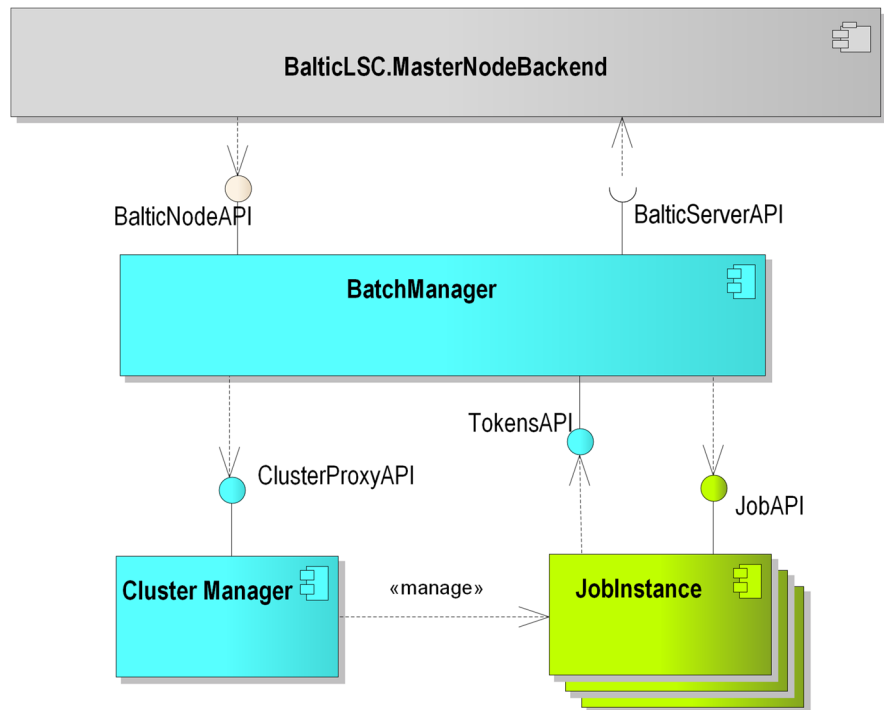 BalticLSC.MasterNodeBackend
BalticNodeAPI
BalticServerAPI
BatchManager
TokensAPI
ClusterProxyAPI
JobAPI
Cluster Manager
«manage»
JobInstance